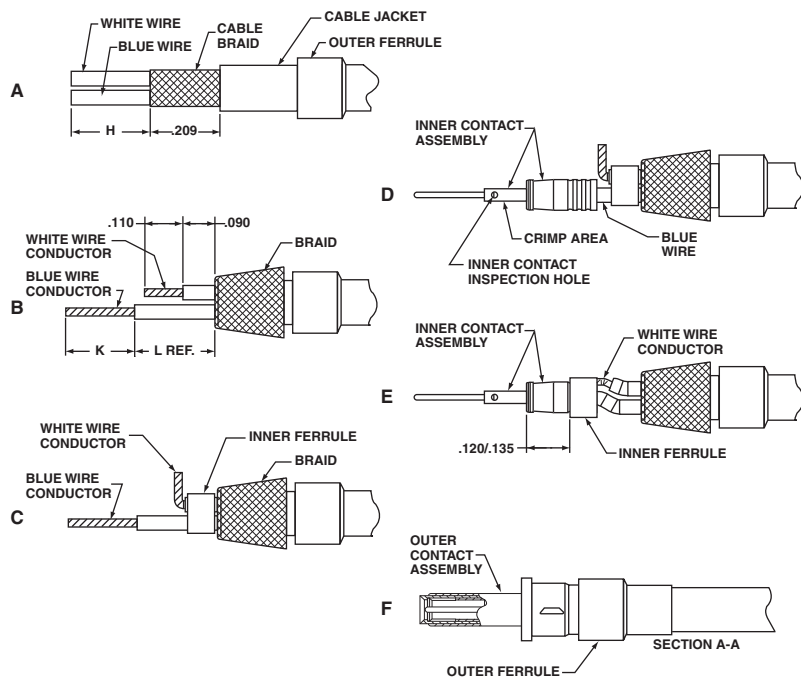 WHITE WIRE
BLUE WIRE
CABLE
BRAID
CABLE JACKET
OUTER FERRULE
A
H
.209
.110
.090
WHITE WIRE
CONDUCTOR
BRAID
BLUE WIRE
CONDUCTOR
B
K
L REF.
WHITE WIRE
CONDUCTOR
INNER FERRULE
BRAID
BLUE WIRE
CONDUCTOR
C
INNER CONTACT
ASSEMBLY
D
CRIMP AREA
BLUE
WIRE
INNER CONTACT
INSPECTION HOLE
INNER CONTACT
ASSEMBLY
WHITE WIRE
CONDUCTOR
E
.120/.135
INNER FERRULE
OUTER
CONTACT
ASSEMBLY
F
SECTION A-A
OUTER FERRULE